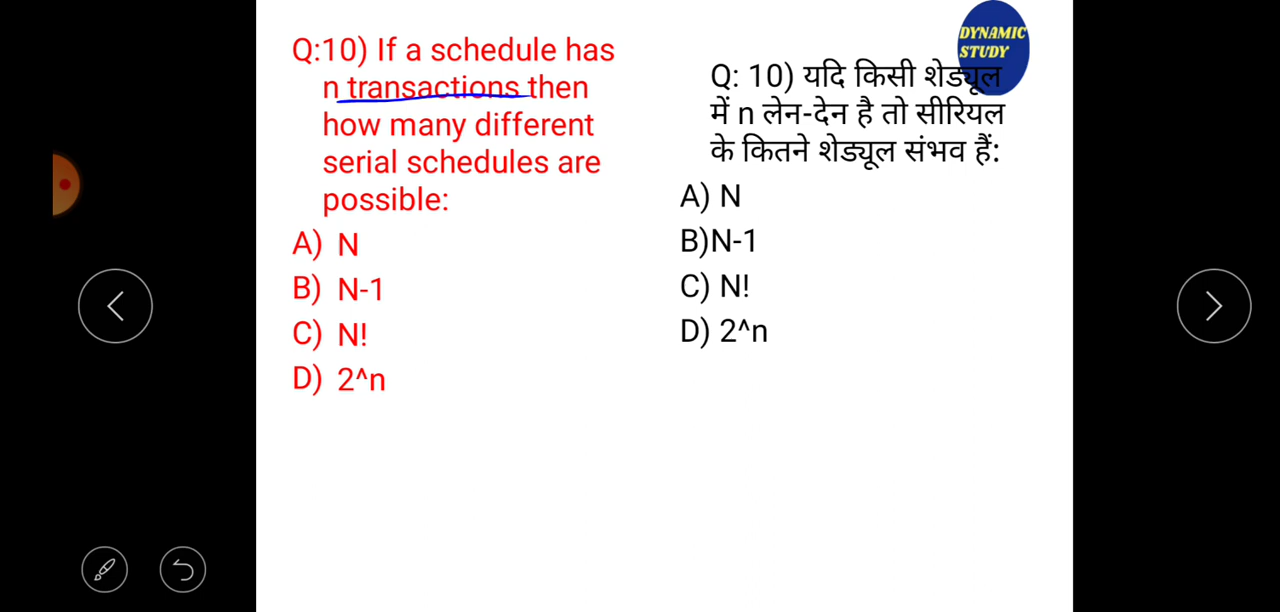 Q:10) If a schedule has
n transactions then
how many different
serial schedules are
possible:
A) N
B) N-1
C) N!
D) 2^n
DYNAMIC
STUDY
Q: 10) यदि किसी शेड्यूल
में n लेन-देन है तो सीरियल
के कितने शेड्यूल संभव हैं:
A) N
B)N-1
C) N!
D) 2^n